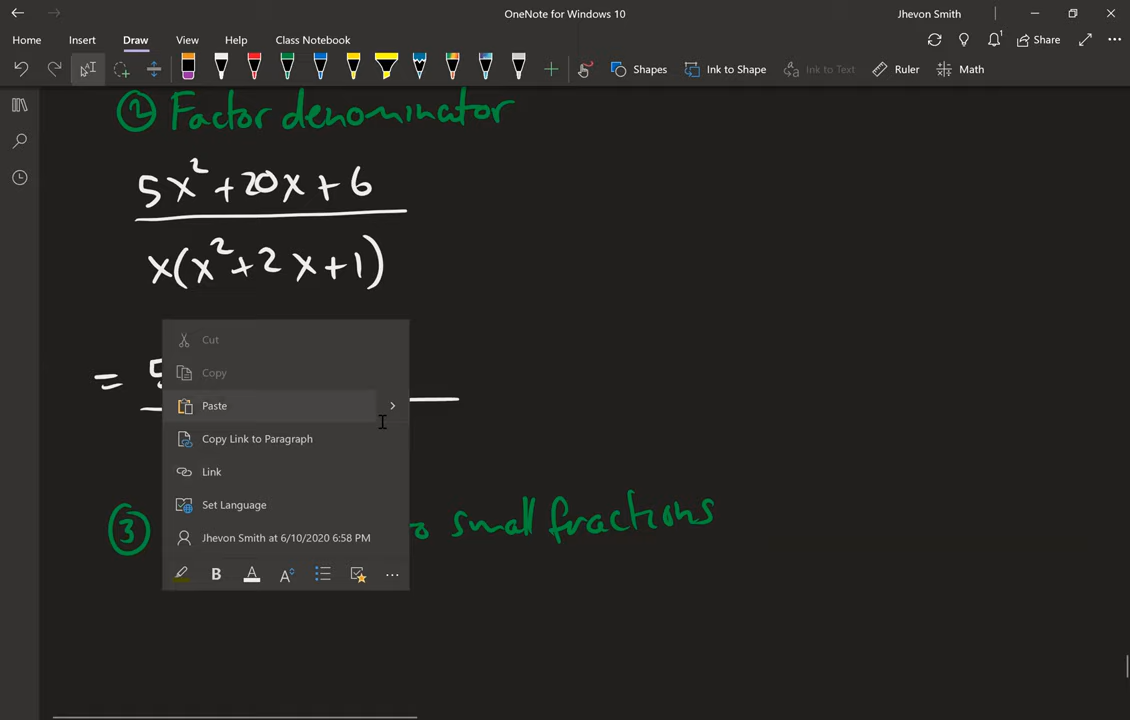 OneNote for Windows 10
Jhevon Smith
Home Insert Draw View Help Class Notebook
1 Share
Shapes Ink to Shape Ink to Text Ruler Math
② Factor denominator
5x² + 20x + 6
x(x² + 2x + 1)
= 5
③ o small fractions
Cut
Copy
Paste
Copy Link to Paragraph
Link
Set Language
Jhevon Smith at 6/10/2020 6:58 PM
B A A